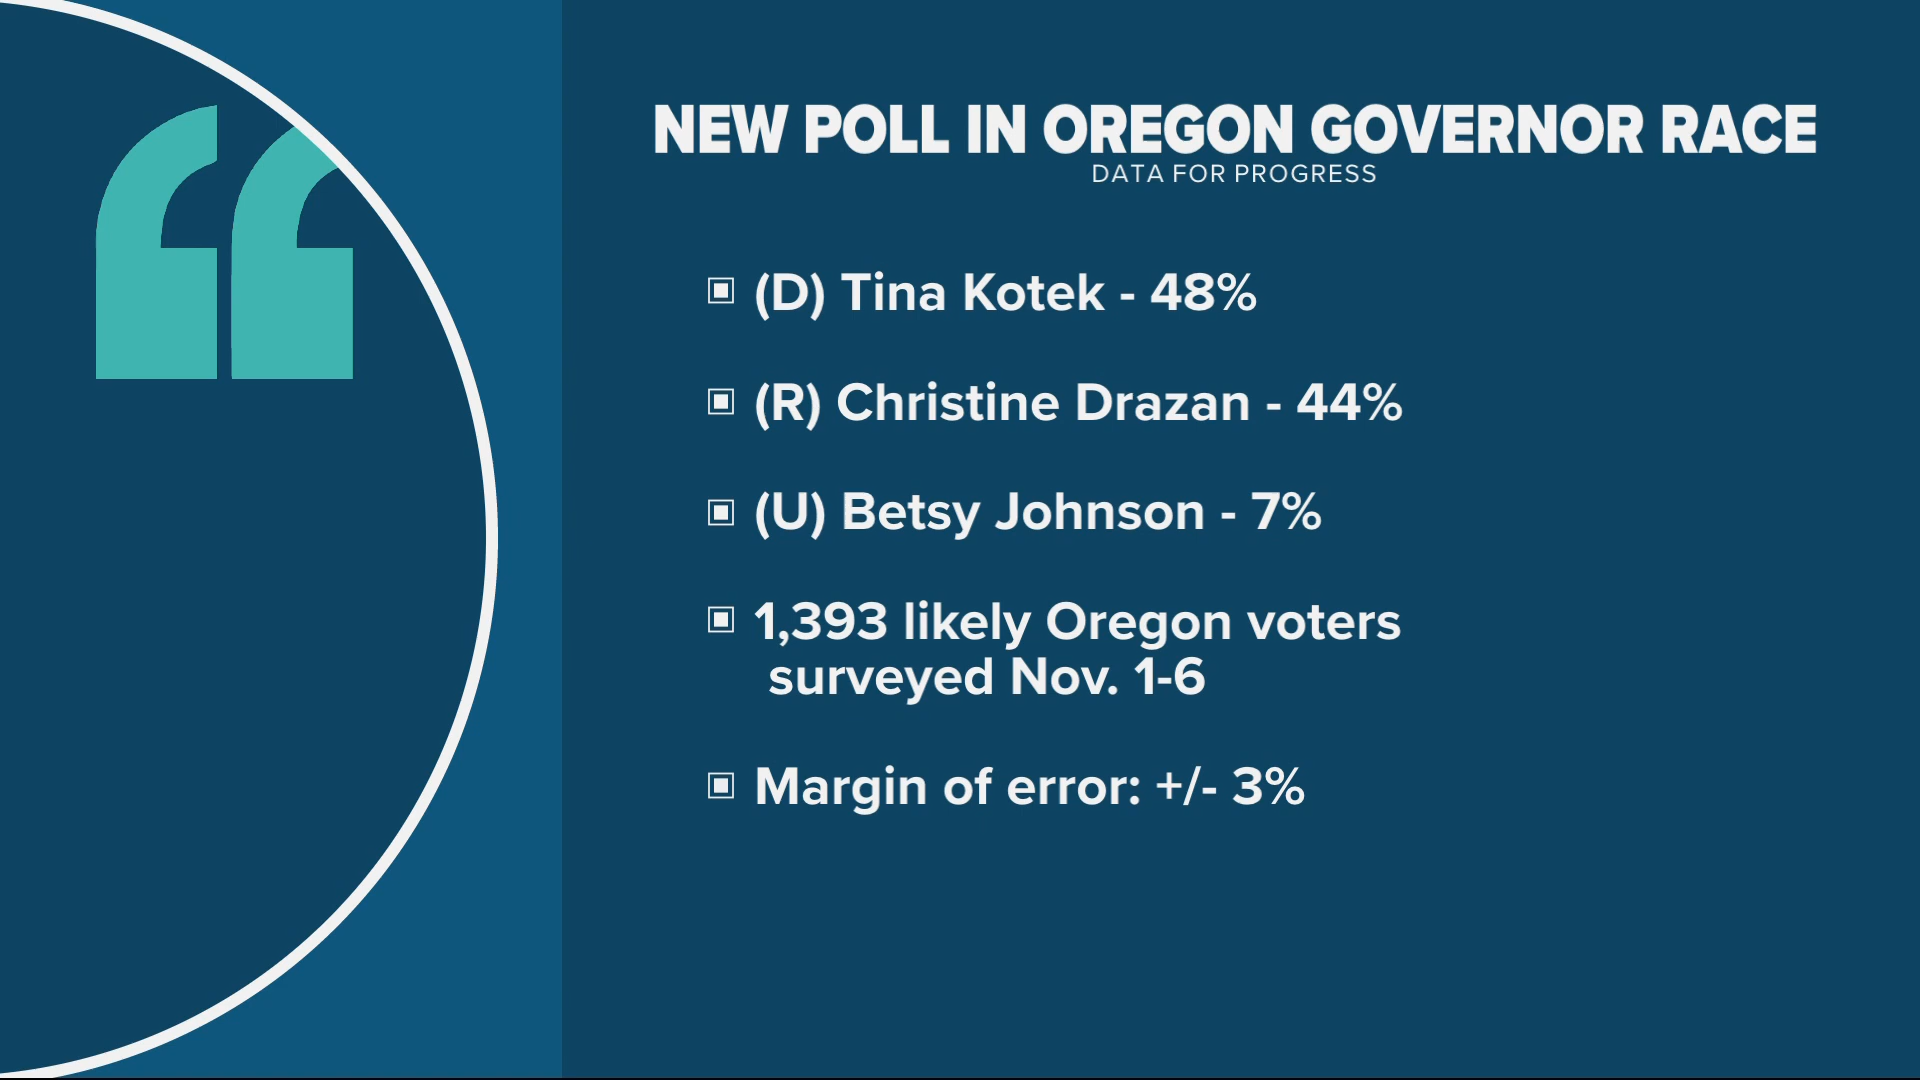 NEW POLL IN OREGON GOVERNOR RACE
DATA FOR PROGRESS
(D) Tina Kotek - 48%
(R) Christine Drazan - 44%
(U) Betsy Johnson - 7%
1,393 likely Oregon voters
surveyed Nov. 1-6
Margin of error: +/- 3%